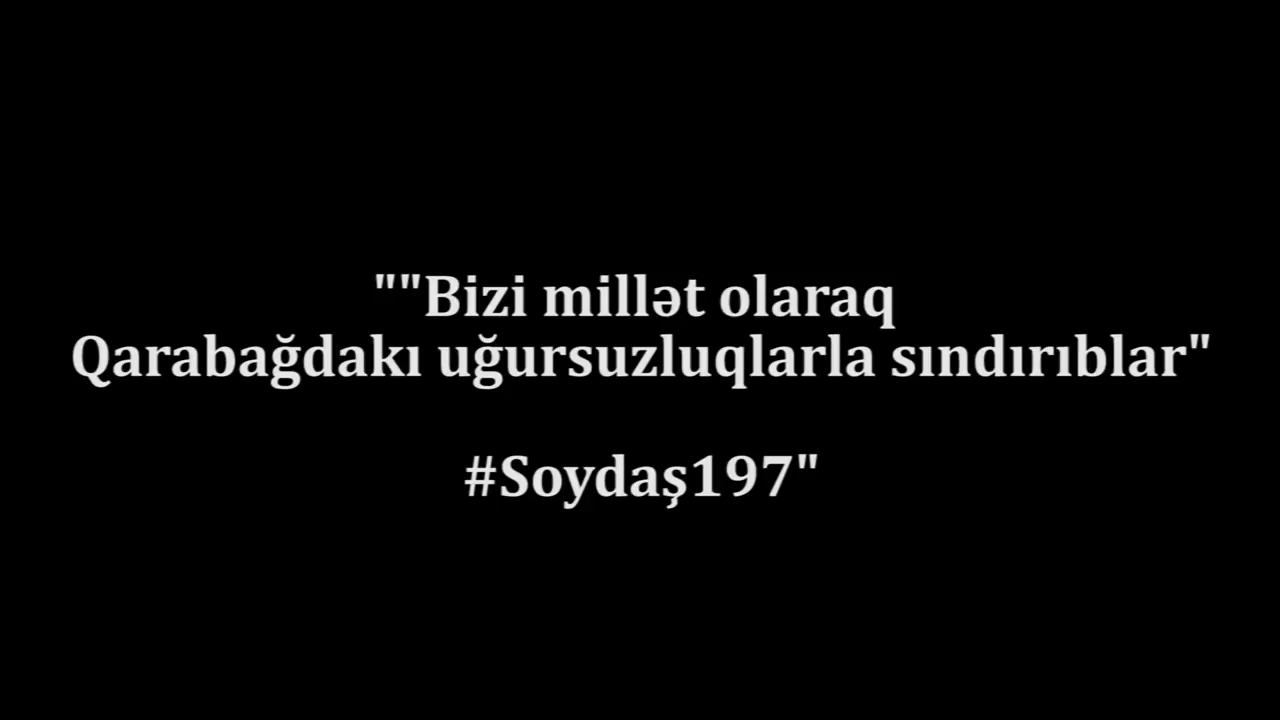 ""Bizi millət olaraq
Qarabağdakı uğursuzluqlarla sındırıblar"
#Soydaş197"